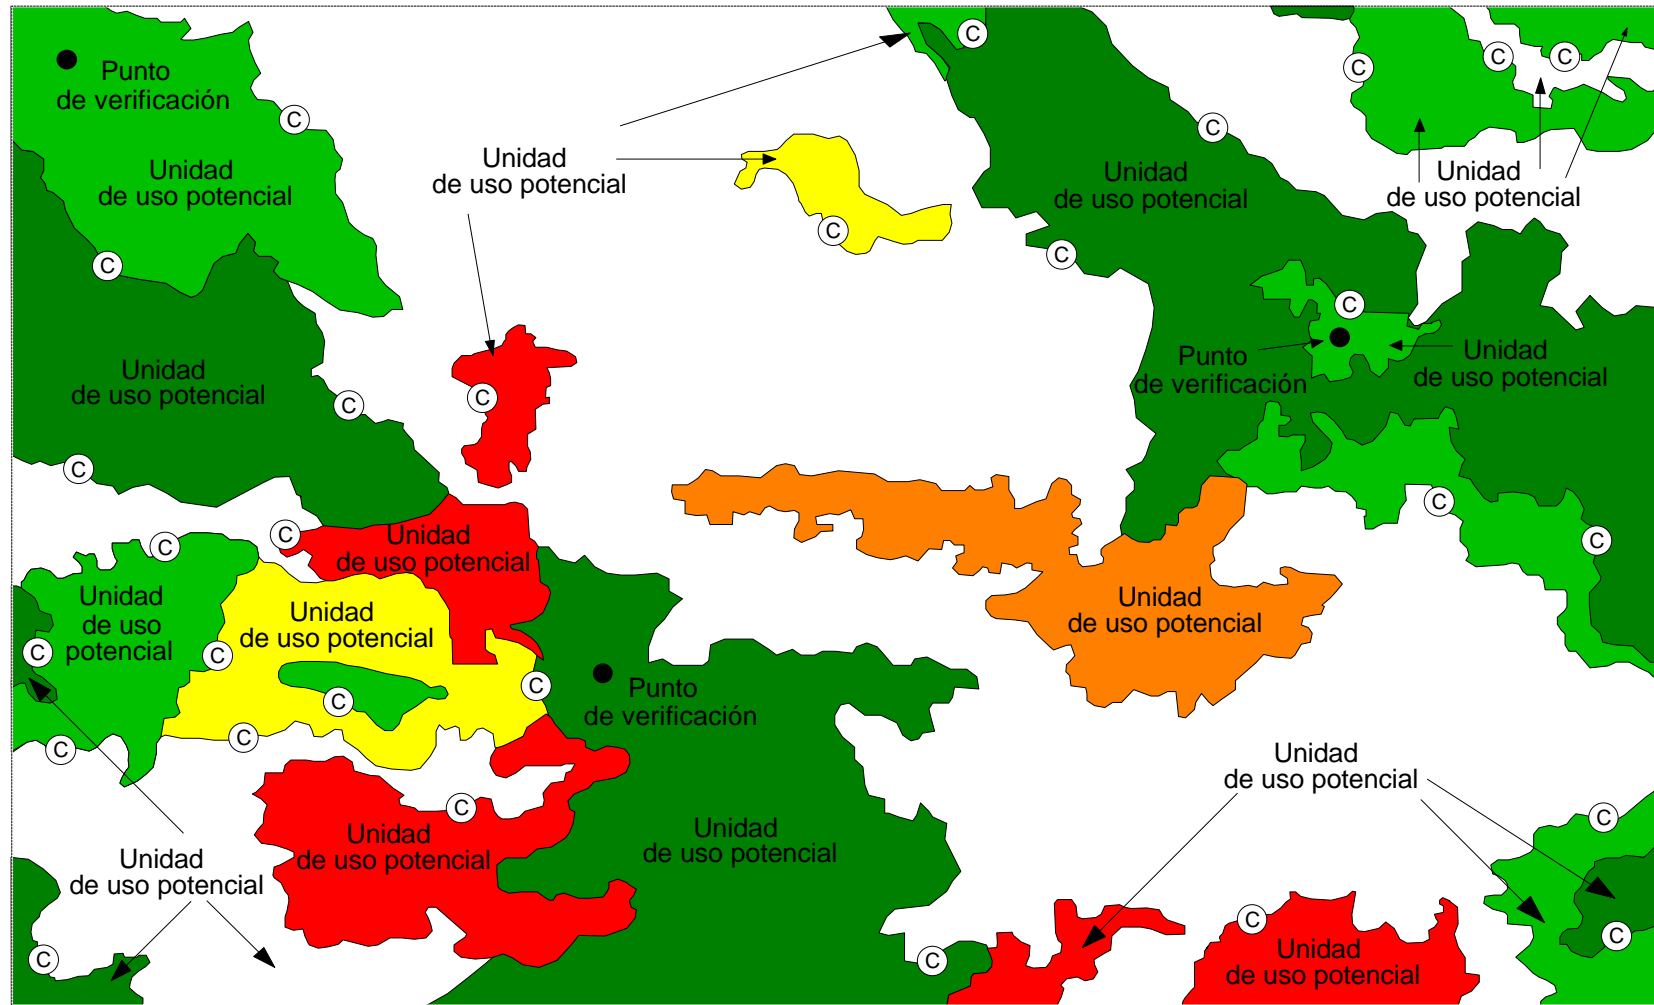 C
C
C
C
C
Punto
de verificación
C
C
Unidad
de uso potencial
Unidad
de uso potencial
Unidad
de uso potencial
Unidad
de uso potencial
C
C
C
C
Unidad
de uso potencial
C
Punto
de verificación
Unidad
de uso potencial
C
C
C
C
C
C
C
Unidad
de uso potencial
Unidad
de uso
potencial
Unidad
de uso potencial
Unidad
de uso potencial
C
C
C
C
Punto
de verificación
C
C
Unidad
de uso potencial
C
C
Unidad
de uso potencial
Unidad
de uso potencial
Unidad
de uso potencial
C
C
C
C
Unidad
de uso potencial